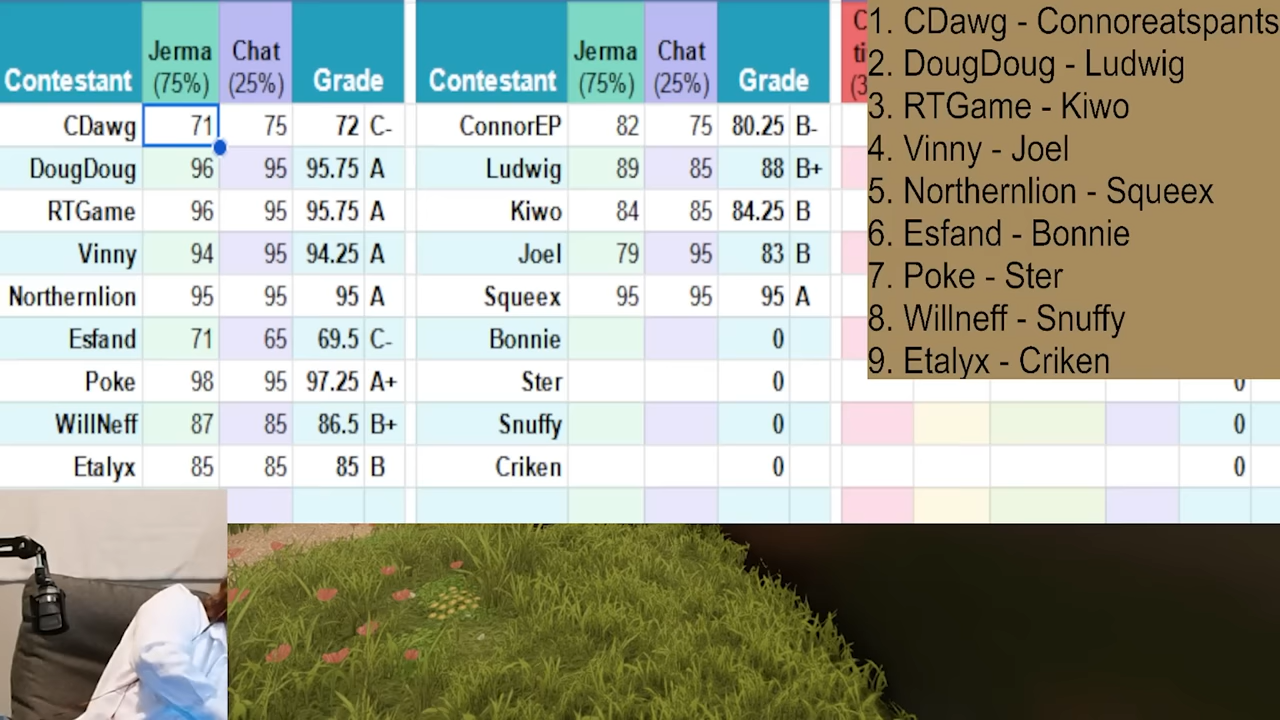 Contestant Jerma (75%) Chat (25%) Grade Contestant Jerma (75%) Chat (25%) Grade
CDawg 71 75 72 C- ConnorEP 82 75 80.25 B-
DougDoug 96 95 95.75 A Ludwig 89 85 88 B+
RTGame 96 95 95.75 A Kiwo 84 85 84.25 B
Vinny 94 95 94.25 A Joel 79 95 83 B
Northernlion 95 95 95 A Squeex 95 95 95 A
Esfand 71 65 69.5 C- Bonnie 0
Poke 98 95 97.25 A+ Ster 0 0
WillNeff 87 85 86.5 B+ Snuffy 0 0
Etalyx 85 85 85 B Criken 0 0
1. CDawg - Connoreatspants
2. DougDoug - Ludwig
3. RTGame - Kiwo
4. Vinny - Joel
5. Northernlion - Squeex
6. Esfand - Bonnie
7. Poke - Ster
8. Willneff - Snuffy
9. Etalyx - Criken